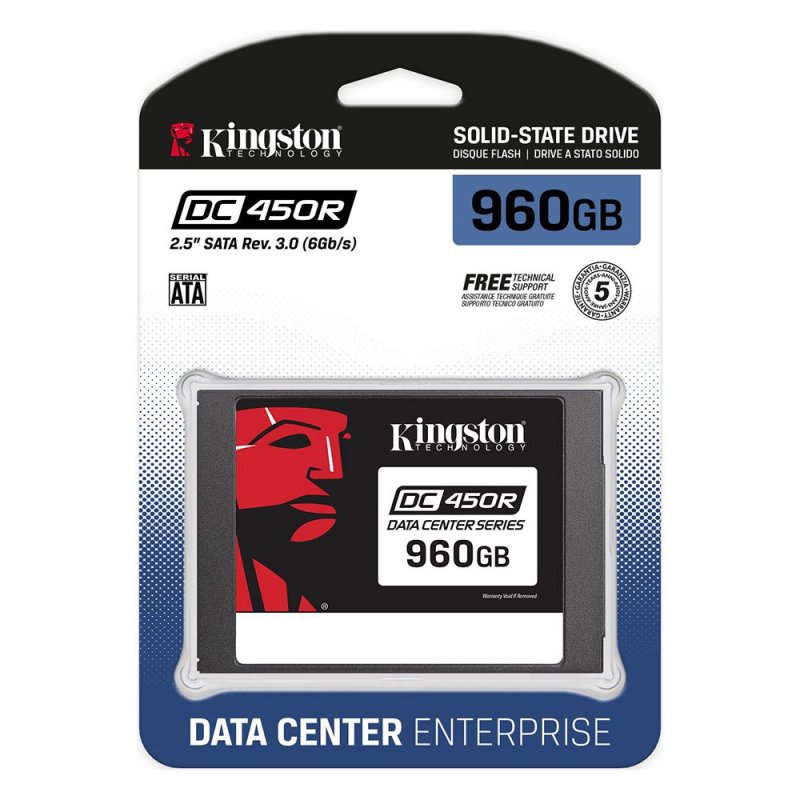 Kingston
TECHNOLOGY
SOLID-STATE DRIVE
DISQUE FLASH | DRIVE A STATO SOLIDO
DC 450R
2.5" SATA Rev. 3.0 (6Gb/s)
960GB
SERIAL
ATA
FREE TECHNICAL SUPPORT
ASSISTANCE TECHNIQUE GRATUITE
SUPPORTO TECNICO GRATUITO
5
Kingston
TECHNOLOGY
DC 450R
DATA CENTER SERIES
960GB
Warranty Void If Removed
®
DATA CENTER ENTERPRISE